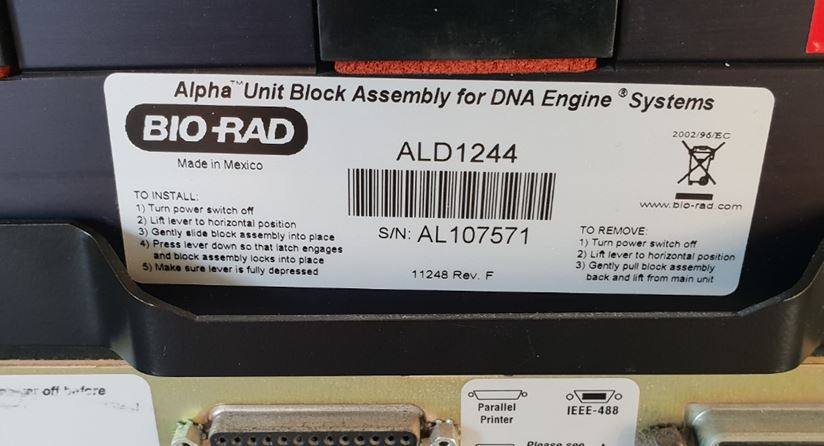 Alpha™ Unit Block Assembly for DNA Engine® Systems
BIO-RAD
Made in Mexico
ALD1244
2002/96/EC
www.bio-rad.com
S/N: AL107571
11248 Rev. F
TO INSTALL:
1) Turn power switch off
2) Lift lever to horizontal position
3) Gently slide block assembly into place
4) Press lever down so that latch engages
and block assembly locks into place
5) Make sure lever is fully depressed
TO REMOVE:
1) Turn power switch off
2) Lift lever to horizontal position
3) Gently pull block assembly
back and lift from main unit
off before
Parallel
Printer
IEEE-488
Please see